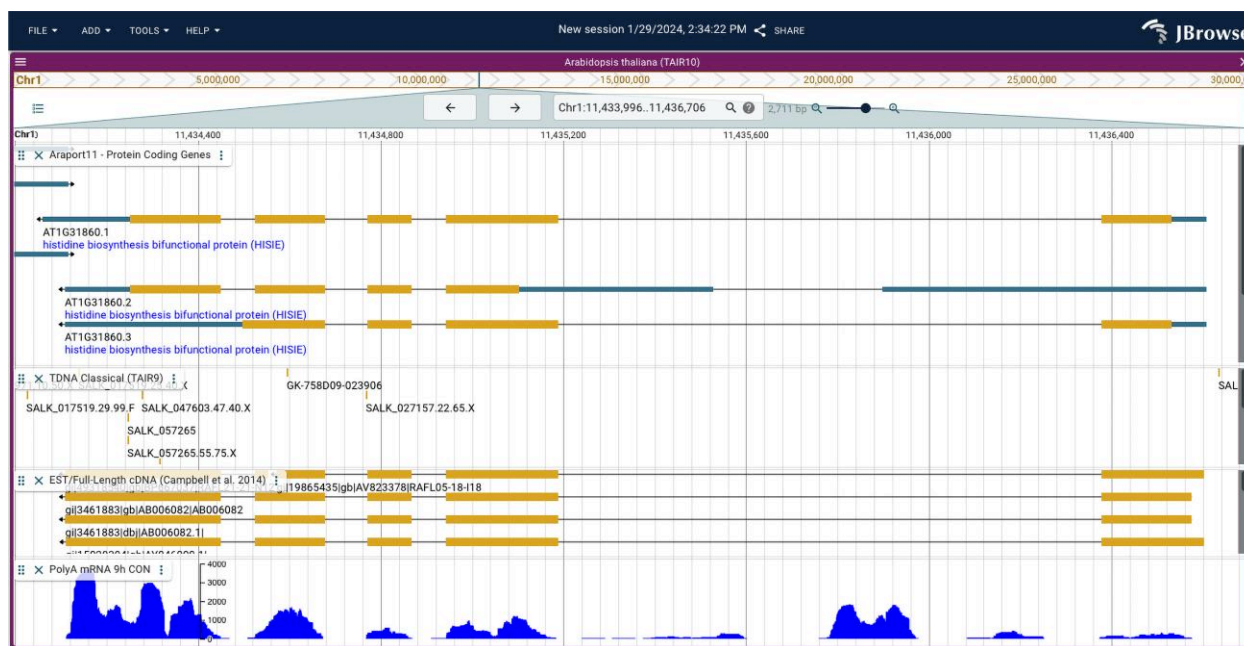 FILE ADD TOOLS HELP New session 1/29/2024, 2:34:22 PM SHARE JBrowse
Arabidopsis thaliana (TAIR10)
Chr1 5,000,000 10,000,000 15,000,000 20,000,000 25,000,000 30,000,
Chr1:11,433,996..11,436,706 2,711 bp
Chr1) 11,434,400 11,434,800 11,435,200 11,435,600 11,436,000 11,436,400
Araport11 - Protein Coding Genes
AT1G31860.1
histidine biosynthesis bifunctional protein (HISIE)
AT1G31860.2
histidine biosynthesis bifunctional protein (HISIE)
AT1G31860.3
histidine biosynthesis bifunctional protein (HISIE)
TDNA Classical (TAIR9) GK-758D09-023906 SAL
SALK_017519.29.99.F SALK_047603.47.40.X SALK_027157.22.65.X
SALK_057265
SALK_057265.55.75.X
EST/Full-Length cDNA (Campbell et al. 2014)
|19865435|gb|AV823378|RAFL05-18-I18
gi|3461883|gb|AB006082|AB006082
gi|3461883|dbj|AB006082.1|
PolyA mRNA 9h CON 4000
3000
2000
1000
0